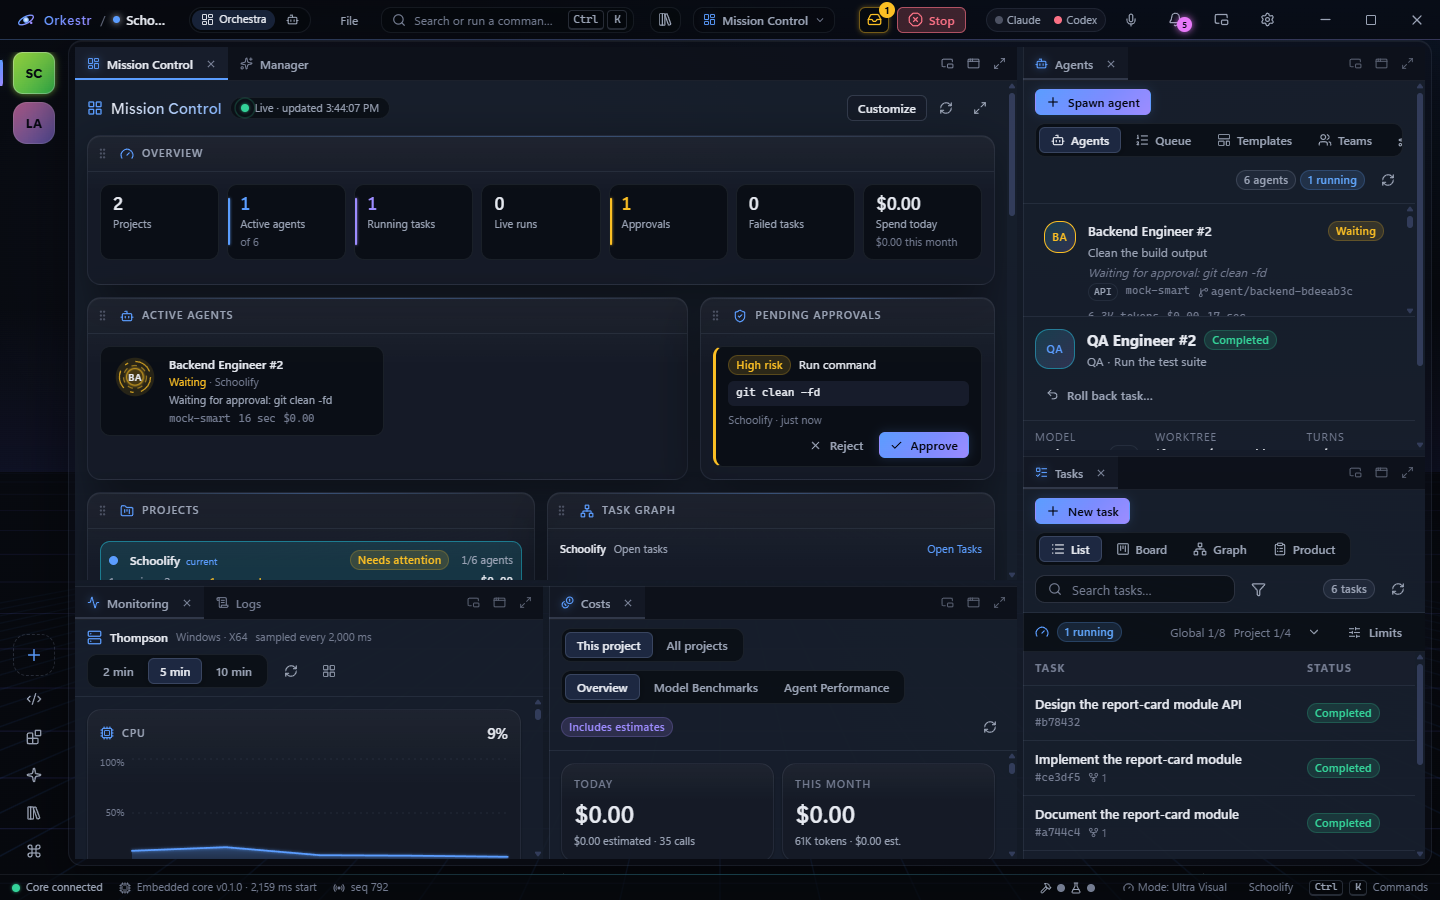 Orkestr / Scho... Orchestra File Search or run a comman... Ctrl K Mission Control 1 Stop Claude Codex 5
SC
LA
Mission Control Manager
Mission Control Live · updated 3:44:07 PM Customize
OVERVIEW
2
Projects
1
Active agents
of 6
1
Running tasks
0
Live runs
1
Approvals
0
Failed tasks
$0.00
Spend today
$0.00 this month
ACTIVE AGENTS
BA
Backend Engineer #2
Waiting · Schoolify
Waiting for approval: git clean -fd
mock-smart 16 sec $0.00
PENDING APPROVALS
High risk Run command
git clean -fd
Schoolify · just now
Reject Approve
PROJECTS
Schoolify current Needs attention 1/6 agents
TASK GRAPH
Schoolify Open tasks Open Tasks
Monitoring Logs
Thompson Windows · X64 sampled every 2,000 ms
2 min 5 min 10 min
CPU 9%
100%
50%
Costs
This project All projects
Overview Model Benchmarks Agent Performance
Includes estimates
TODAY
$0.00
$0.00 estimated · 35 calls
THIS MONTH
$0.00
61K tokens · $0.00 est.
Agents
Spawn agent
Agents Queue Templates Teams
6 agents 1 running
BA
Backend Engineer #2 Waiting
Clean the build output
Waiting for approval: git clean -fd
API mock-smart agent/backend-bdeeab3c
QA
QA Engineer #2 Completed
QA · Run the test suite
Roll back task...
MODEL WORKTREE TURNS
Tasks
New task
List Board Graph Product
Search tasks... 6 tasks
1 running Global 1/8 Project 1/4 Limits
TASK STATUS
Design the report-card module API Completed
#b78432
Implement the report-card module Completed
#ce3df5 1
Document the report-card module Completed
#a744c4 1
Core connected Embedded core v0.1.0 · 2,159 ms start seq 792 Mode: Ultra Visual Schoolify Ctrl K Commands